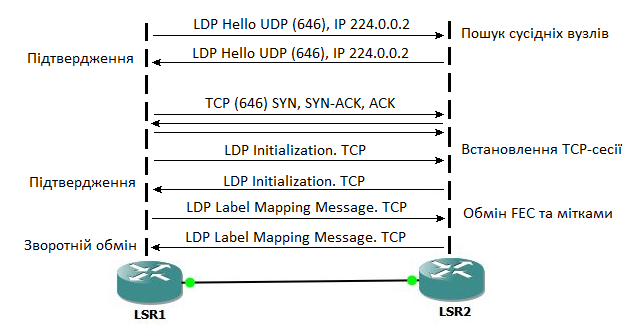 LDP Hello UDP (646), IP 224.0.0.2
Пошук сусідніх вузлів
LDP Hello UDP (646), IP 224.0.0.2
Підтвердження
TCP (646) SYN, SYN-ACK, ACK
LDP Initialization. TCP
Встановлення TCP-сесії
LDP Initialization. TCP
Підтвердження
LDP Label Mapping Message. TCP
Обмін FEC та мітками
LDP Label Mapping Message. TCP
Зворотній обмін
LSR1
LSR2